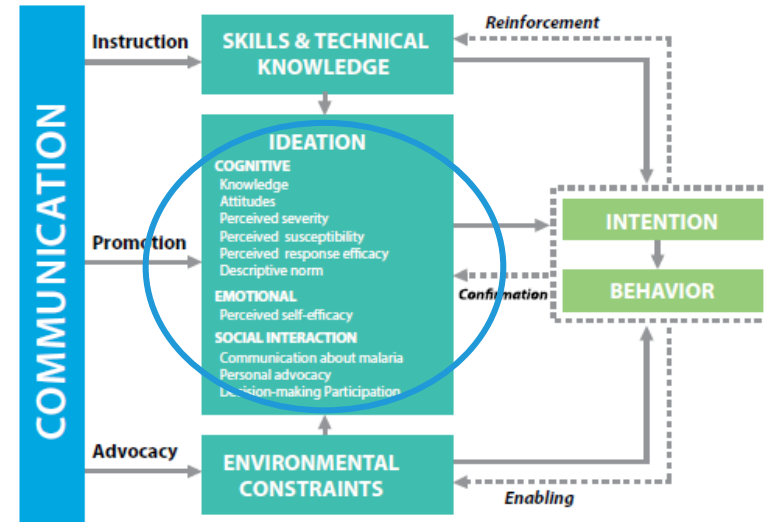 COMMUNICATION
Instruction
SKILLS & TECHNICAL
KNOWLEDGE
Reinforcement
IDEATION
COGNITIVE
Knowledge
Attitudes
Perceived severity
Perceived susceptibility
Perceived response efficacy
Descriptive norm
EMOTIONAL
Perceived self-efficacy
SOCIAL INTERACTION
Communication about malaria
Personal advocacy
Decision-making Participation
Promotion
INTENTION
Confirmation
BEHAVIOR
Advocacy
ENVIRONMENTAL
CONSTRAINTS
Enabling